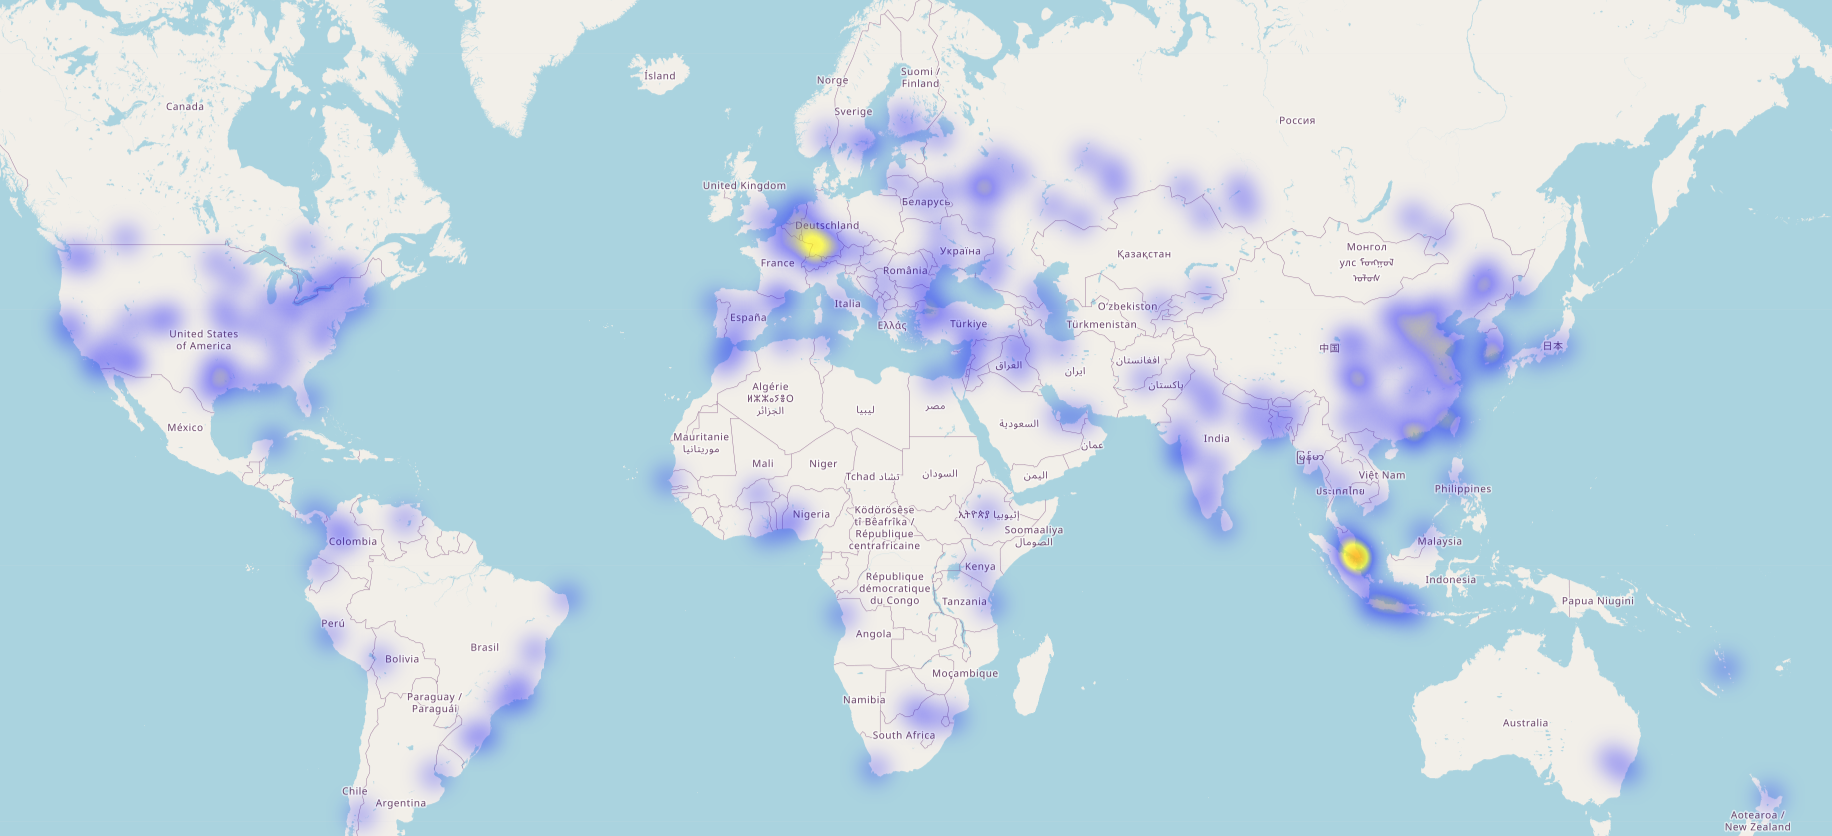 Ísland
Norge
Suomi /
Finland
Canada
Sverige
Россия
United Kingdom
Беларусь
Deutschland
Монгол
улс
Україна
Қазақстан
France
România
Italia
O'zbekiston
España
Ελλάς
Türkiye
Türkmenistan
United States
of America
中国
日本
العراق
ایران
افغانستان
پاکستان
Algérie
ⵍⵣⵣⴰⵢⴻⵔ
الجزائر
ليبيا
مصر
السعودية
México
Mauritanie
موريتانيا
India
عمان
မြန်မာ
Mali
Niger
Tchad تشاد
السودان
اليمن
Việt Nam
ประเทศไทย
Philippines
Nigeria
Ködörösêse
tî Bêafrîka /
République
centrafricaine
ኢትዮጵያ إثيوبيا
Soomaaliya
الصومال
Colombia
Malaysia
Kenya
Indonesia
République
démocratique
du Congo
Tanzania
Papua Niugini
Perú
Angola
Brasil
Bolivia
Moçambique
Paraguay /
Paraguái
Namibia
Australia
South Africa
Chile
Argentina
Aotearoa /
New Zealand